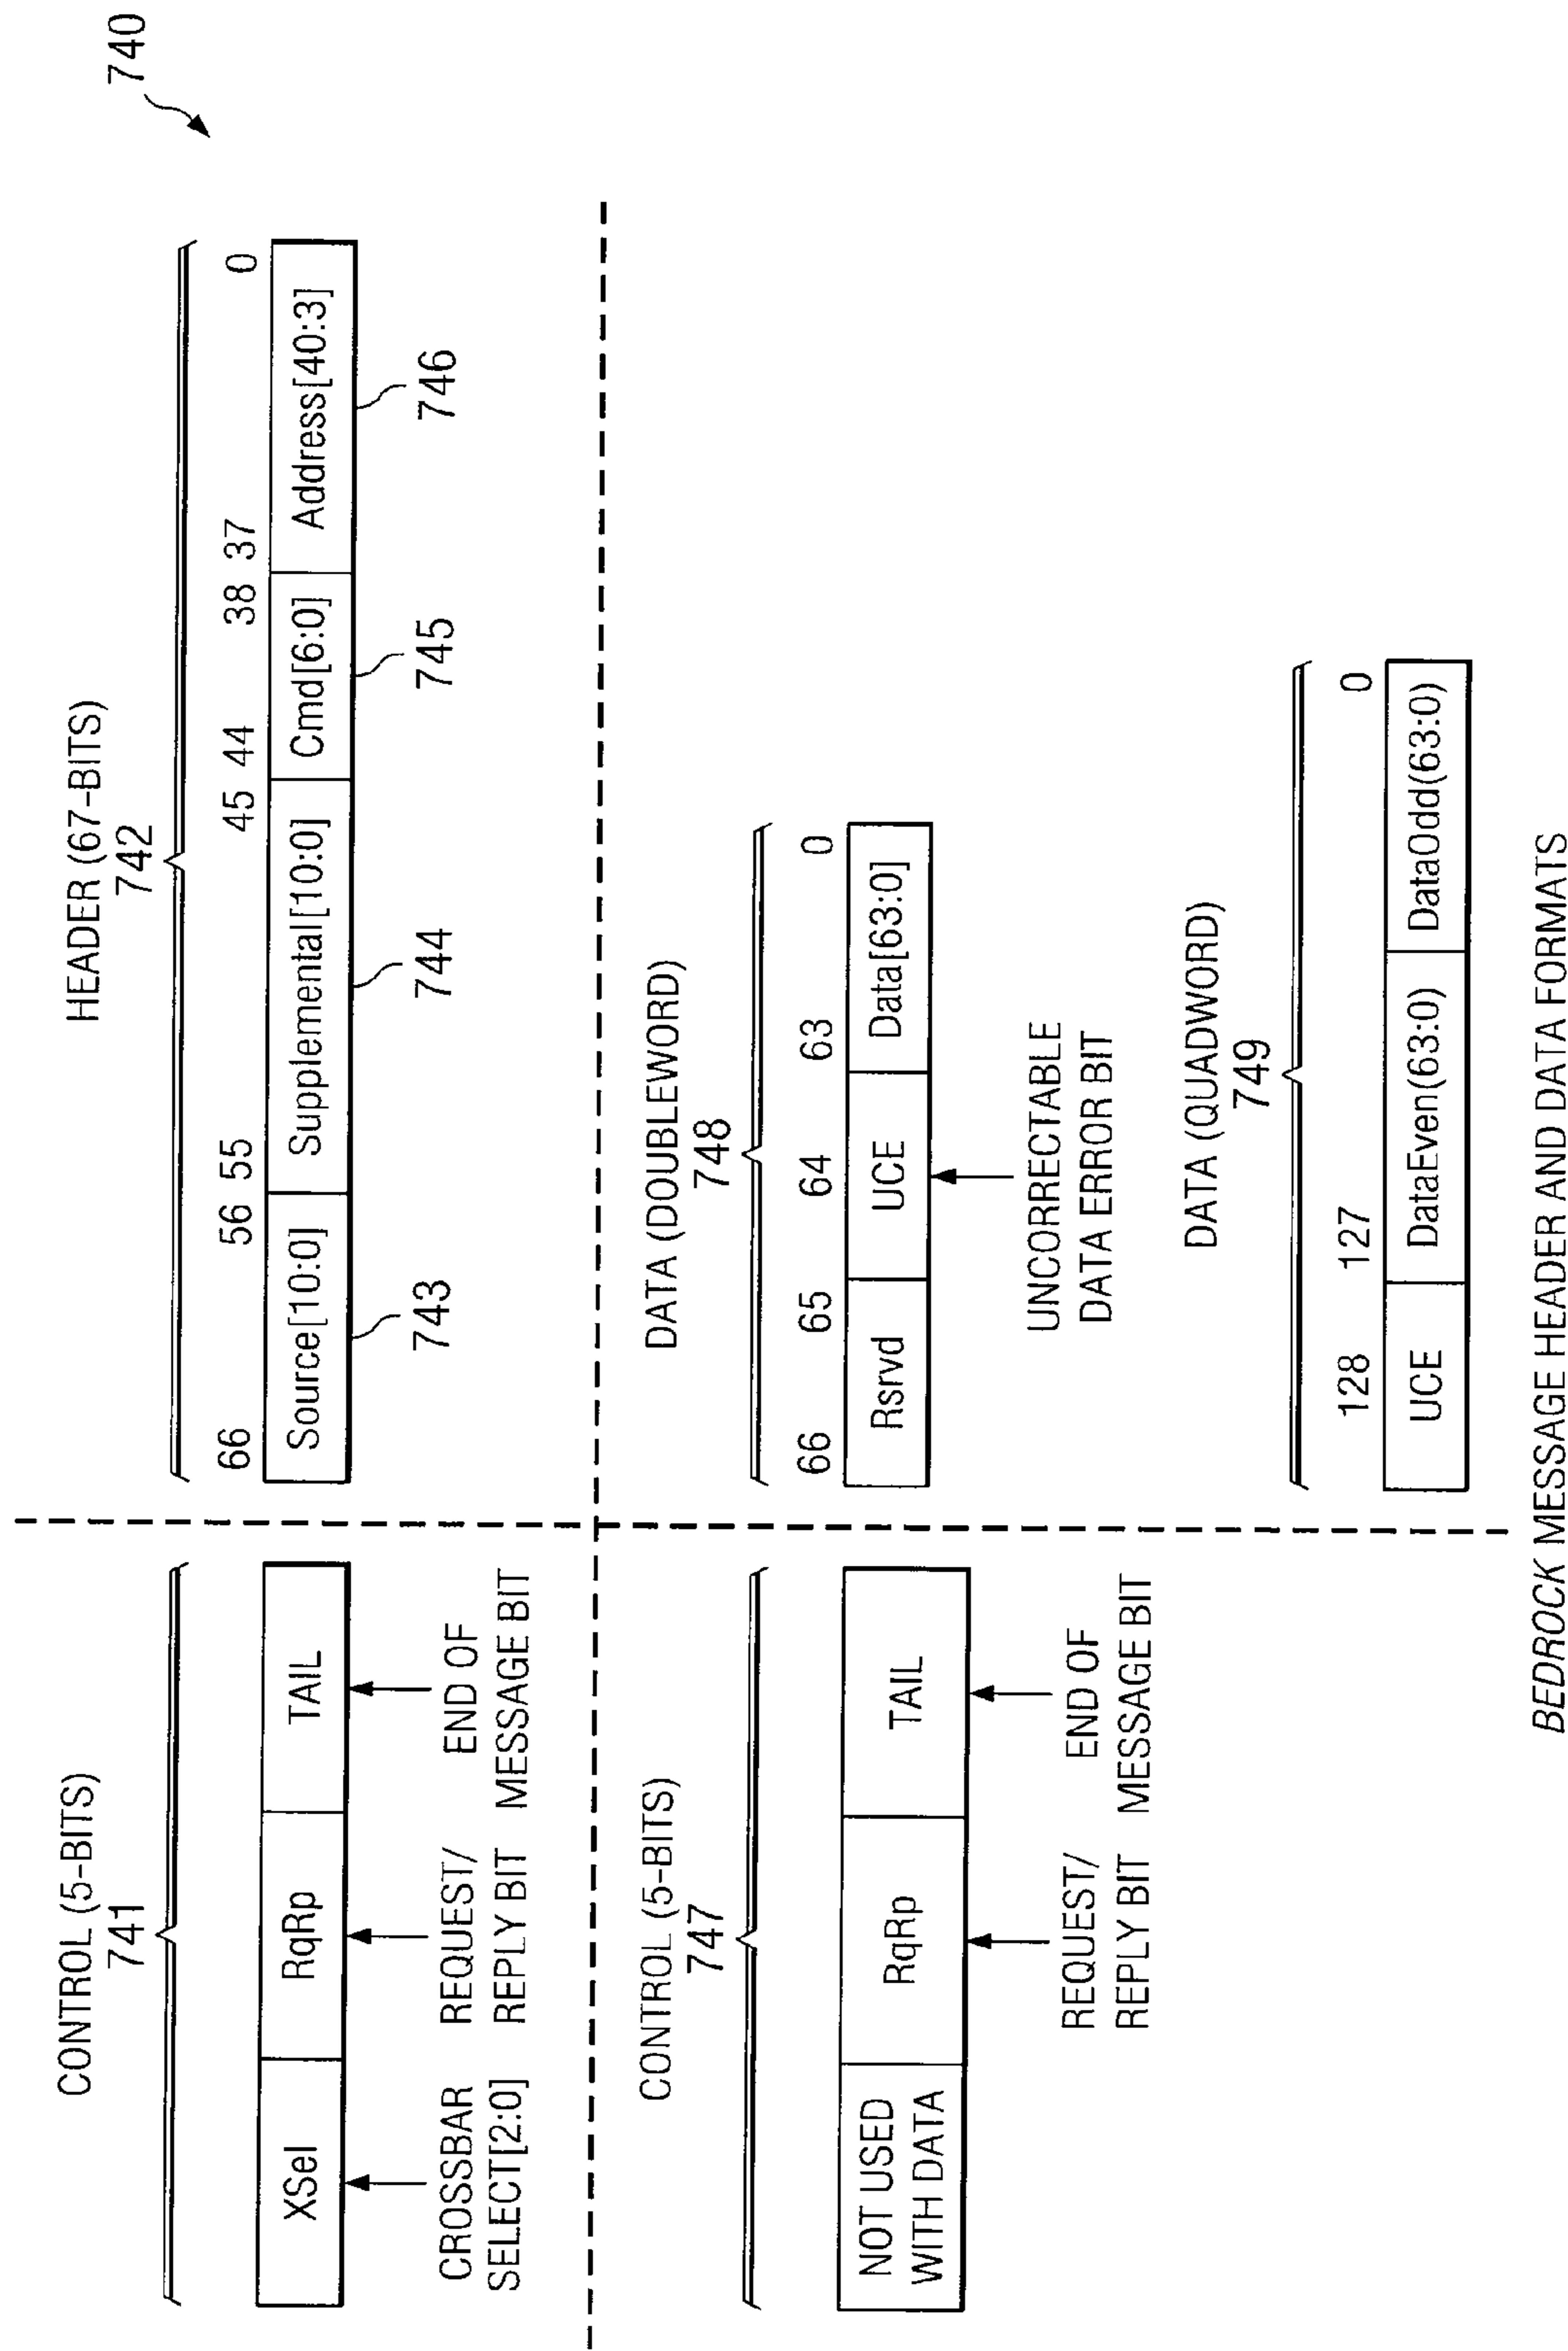 740
CONTROL (5-BITS)
741
XSel
RqRp
TAIL
CROSSBAR
SELECT[2:0]
REQUEST/
REPLY BIT
END OF
MESSAGE BIT
HEADER (67-BITS)
742
66
56 55
45 44
38 37
0
Source[10:0]
Supplemental[10:0]
Cmd[6:0]
Address[40:3]
743
744
745
746
CONTROL (5-BITS)
747
NOT USED
WITH DATA
RqRp
TAIL
REQUEST/
REPLY BIT
END OF
MESSAGE BIT
DATA (DOUBLEWORD)
748
66
65
64
63
0
Rsrvd
UCE
Data[63:0]
UNCORRECTABLE
DATA ERROR BIT
DATA (QUADWORD)
749
128
127
0
UCE
DataEven(63:0)
DataOdd(63:0)
BEDROCK MESSAGE HEADER AND DATA FORMATS